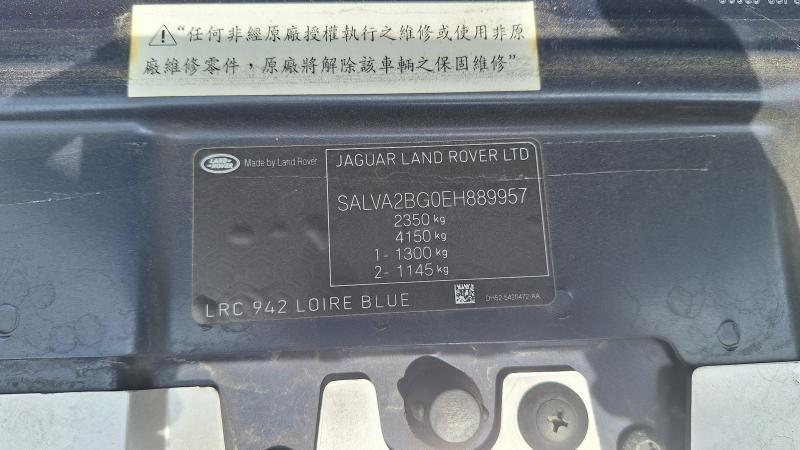 “任何非經原廠授權執行之維修或使用非原
廠維修零件，原廠將解除該車輛之保固維修”
LAND ROVER
Made by Land Rover
JAGUAR LAND ROVER LTD
SALVA2BG0EH889957
2350 kg
4150 kg
1- 1300 kg
2- 1145 kg
LRC 942 LOIRE BLUE
DH52-5420472-AA